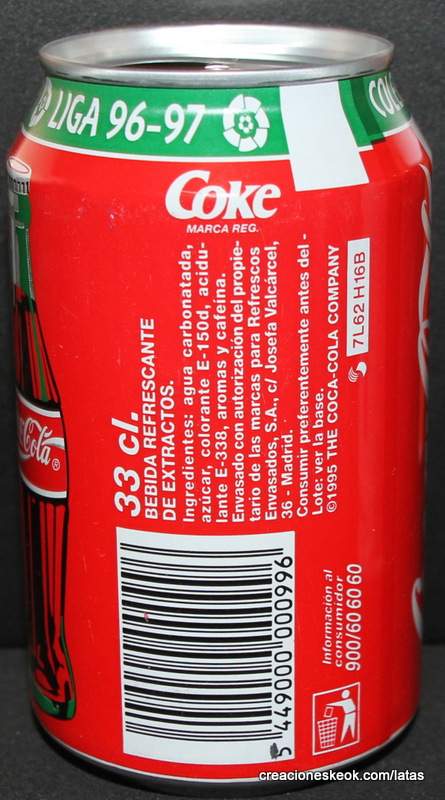 LIGA 96-97
COL
Coke
MARCA REG.
Cola®
33 cl.
BEBIDA REFRESCANTE
DE EXTRACTOS.
Ingredientes: agua carbonatada,
azúcar, colorante E-150d, acidu-
lante E-338, aromas y cafeína.
Envasado con autorización del propie-
tario de las marcas para Refrescos
Envasados, S.A., c/ Josefa Valcárcel,
36 - Madrid.
Consumir preferentemente antes del -
Lote: ver la base.
©1995 THE COCA-COLA COMPANY
7L62 H16B
5 449000 000996
Información al
consumidor
900/60 60 60
creacioneskeok.com/latas